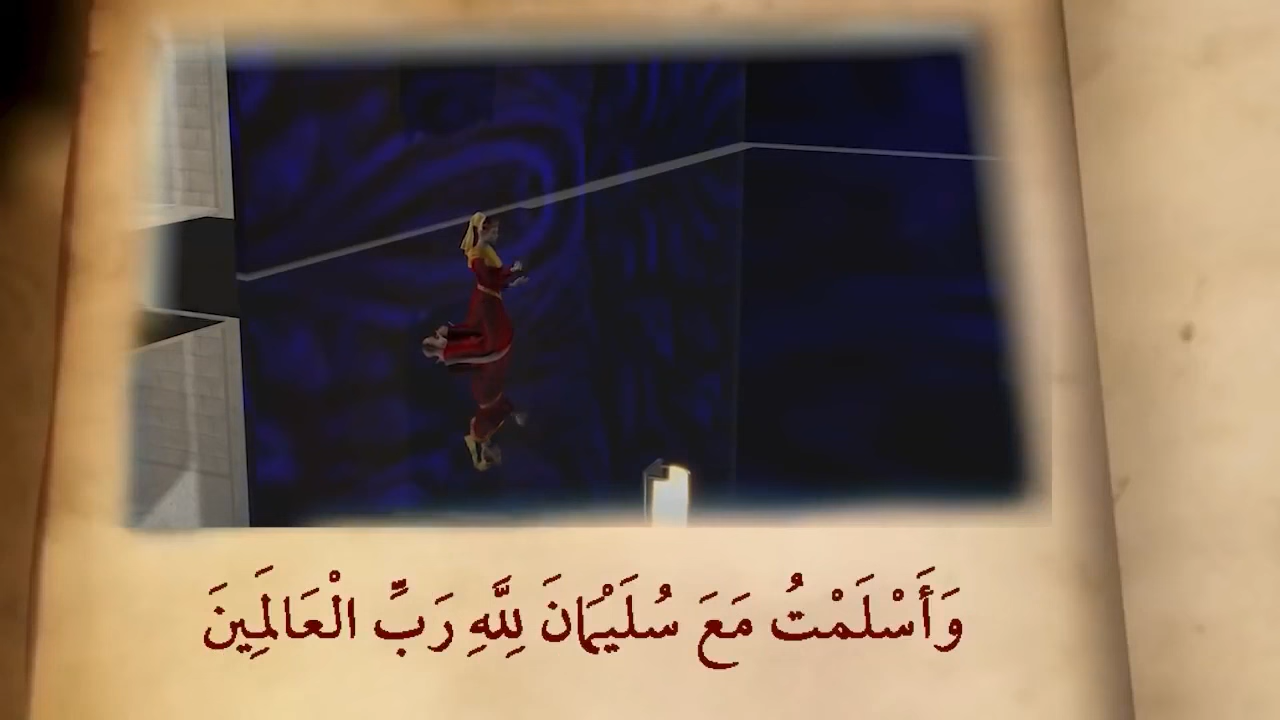 وَأَسْلَمْتُ مَعَ سُلَيْمَانَ لِلَّهِ رَبِّ الْعَالَمِينَ